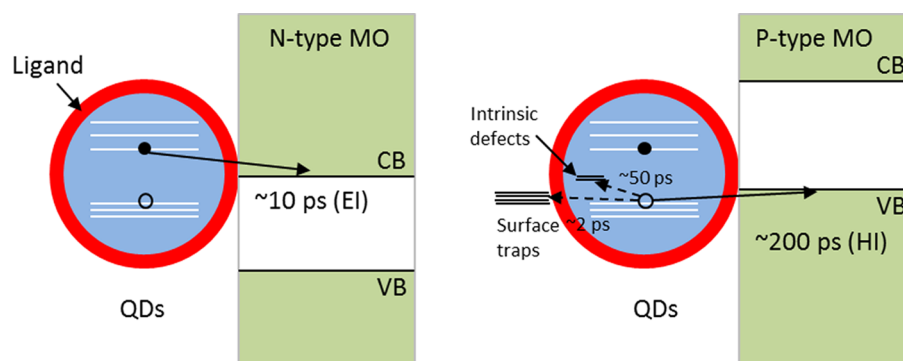 N-type MO
Ligand
CB
~10 ps (EI)
VB
QDs
P-type MO
CB
Intrinsic
defects
~50 ps
Surface
traps
~2 ps
VB
~200 ps (HI)
QDs